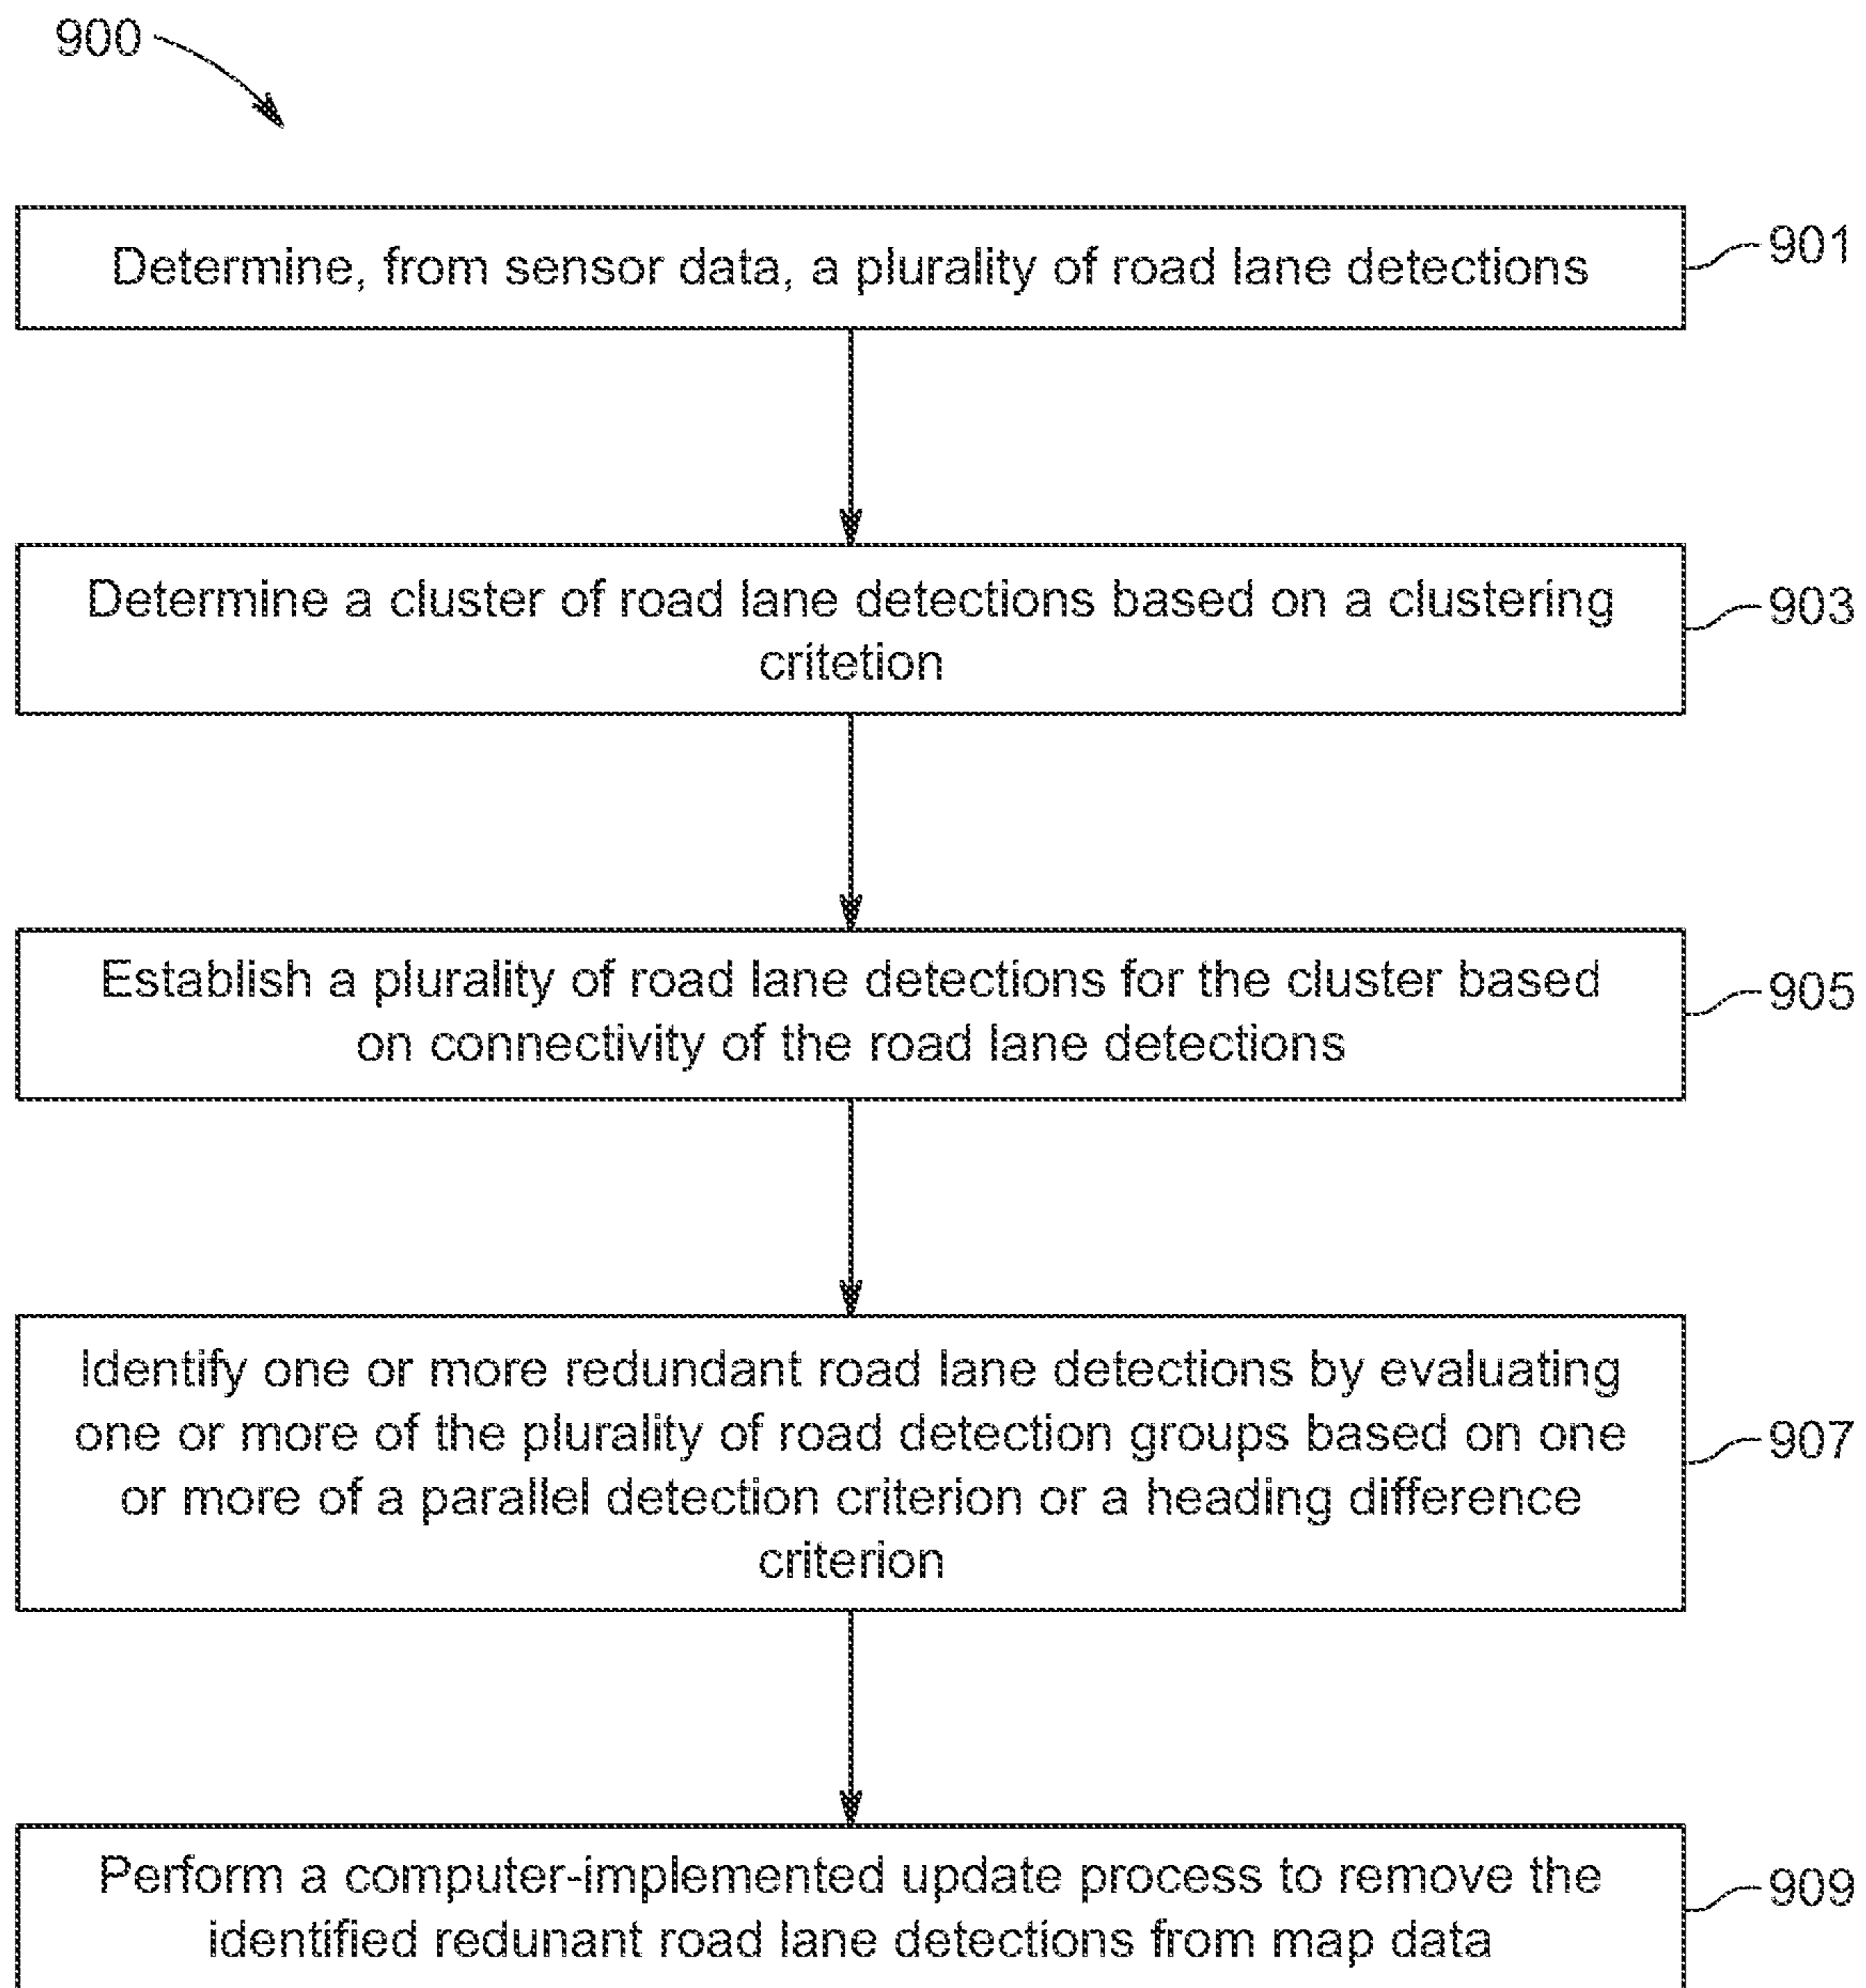 900
Determine, from sensor data, a plurality of road lane detections
901
Determine a cluster of road lane detections based on a clustering
critetion
903
Establish a plurality of road lane detections for the cluster based
on connectivity of the road lane detections
905
Identify one or more redundant road lane detections by evaluating
one or more of the plurality of road detection groups based on one
or more of a parallel detection criterion or a heading difference
criterion
907
Perform a computer-implemented update process to remove the
identified redunant road lane detections from map data
909